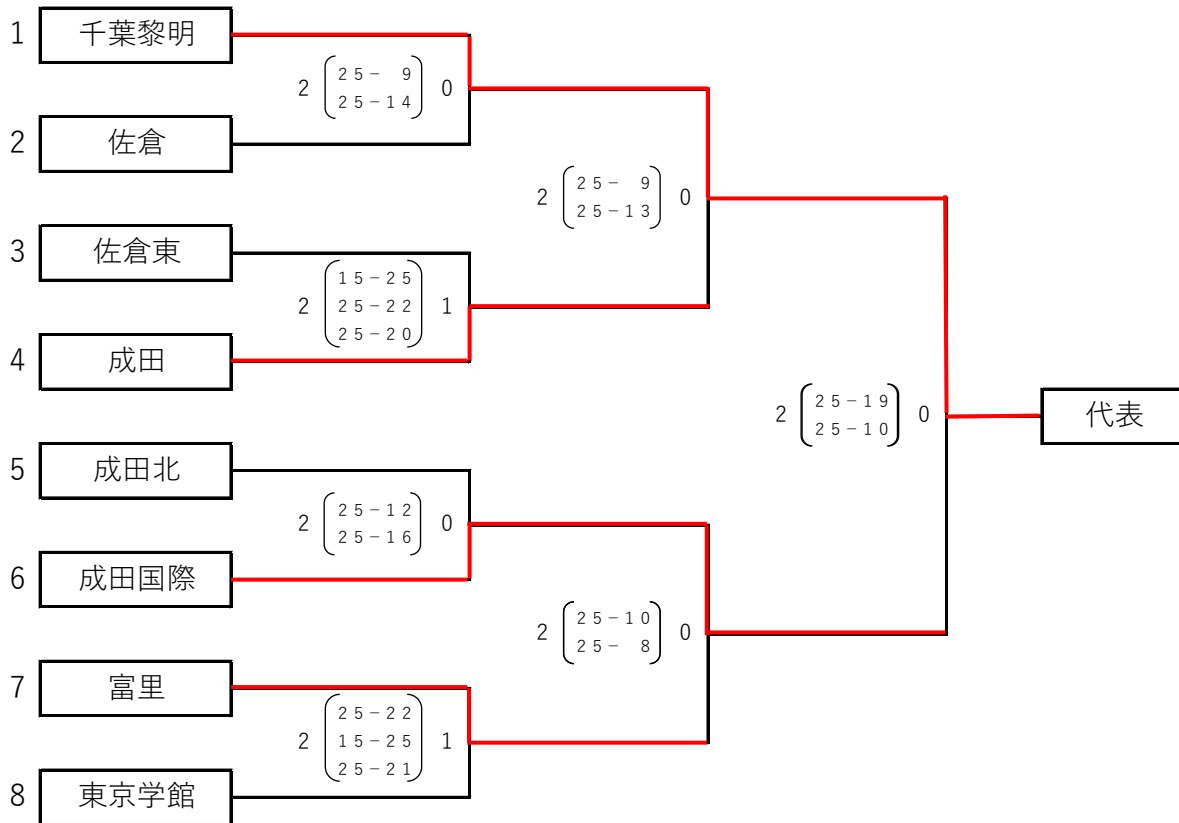 1 千葉黎明
2 25- 9 0
25-14
2 佐倉
2 25- 9 0
25-13
3 佐倉東
15-25
2 25-22 1
25-20
4 成田
2 25-19 0
25-10
代表
5 成田北
2 25-12 0
25-16
6 成田国際
2 25-10 0
25- 8
7 富里
25-22
2 15-25 1
25-21
8 東京学館